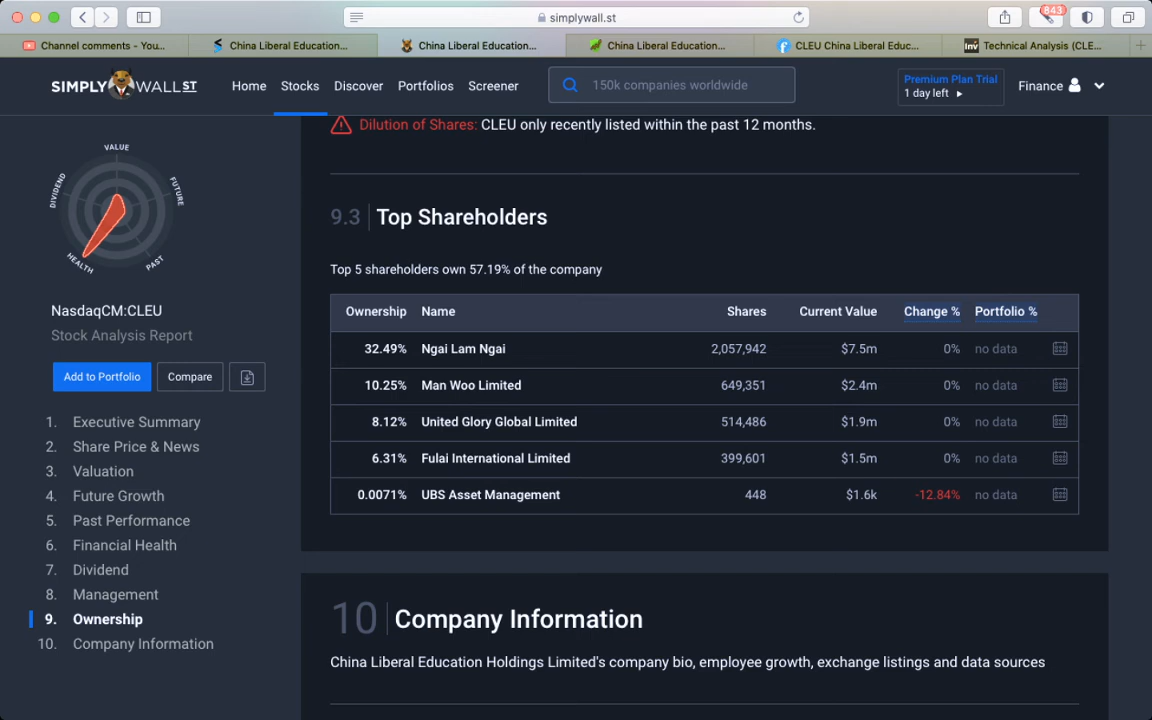 simplywall.st
843
Channel comments - You...
China Liberal Education...
China Liberal Education...
China Liberal Education...
CLEU China Liberal Educ...
Inv Technical Analysis (CLE...
SIMPLY WALL ST
Home Stocks Discover Portfolios Screener
150k companies worldwide
Premium Plan Trial
1 day left
Finance
VALUE
FUTURE
PAST
HEALTH
DIVIDEND
NasdaqCM:CLEU
Stock Analysis Report
Add to Portfolio Compare
1. Executive Summary
2. Share Price & News
3. Valuation
4. Future Growth
5. Past Performance
6. Financial Health
7. Dividend
8. Management
9. Ownership
10. Company Information
Dilution of Shares: CLEU only recently listed within the past 12 months.
9.3 Top Shareholders
Top 5 shareholders own 57.19% of the company
Ownership Name Shares Current Value Change % Portfolio %
32.49% Ngai Lam Ngai 2,057,942 $7.5m 0% no data
10.25% Man Woo Limited 649,351 $2.4m 0% no data
8.12% United Glory Global Limited 514,486 $1.9m 0% no data
6.31% Fulai International Limited 399,601 $1.5m 0% no data
0.0071% UBS Asset Management 448 $1.6k -12.84% no data
10 Company Information
China Liberal Education Holdings Limited's company bio, employee growth, exchange listings and data sources